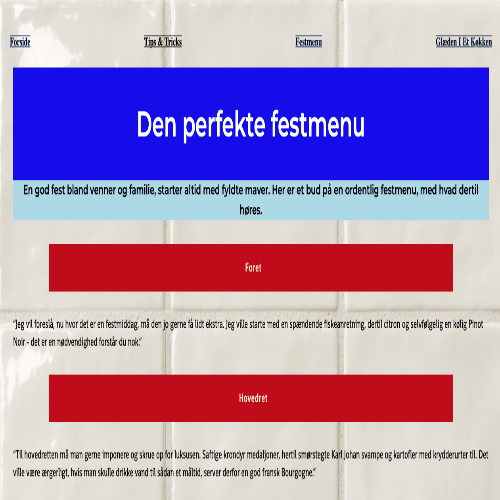 Forside Tips & Tricks Festmenu Glæden I Et Køkken
Den perfekte festmenu
En god fest bland venner og familie, starter altid med fyldte maver. Her er et bud på en ordentlig festmenu, med hvad dertil
høres.
Foret
"Jeg vil foreslå, nu hvor det er en festmiddag, må den jo gerne få lidt ekstra. Jeg ville starte med en spændende fiskeanretning, dertil citron og selvfølgelig en kølig Pinot
Noir - det er en nødvendighed forstår du nok."
Hovedret
"Til hovedretten må man gerne imponere og skrue op for luksusen. Saftige krondyr medaljoner, hertil smørstegte Karl Johan svampe og kartofler med krydderurter til. Det
ville være ærgerligt, hvis man skulle drikke vand til sådan et måltid, server derfor en god fransk Bourgogne."